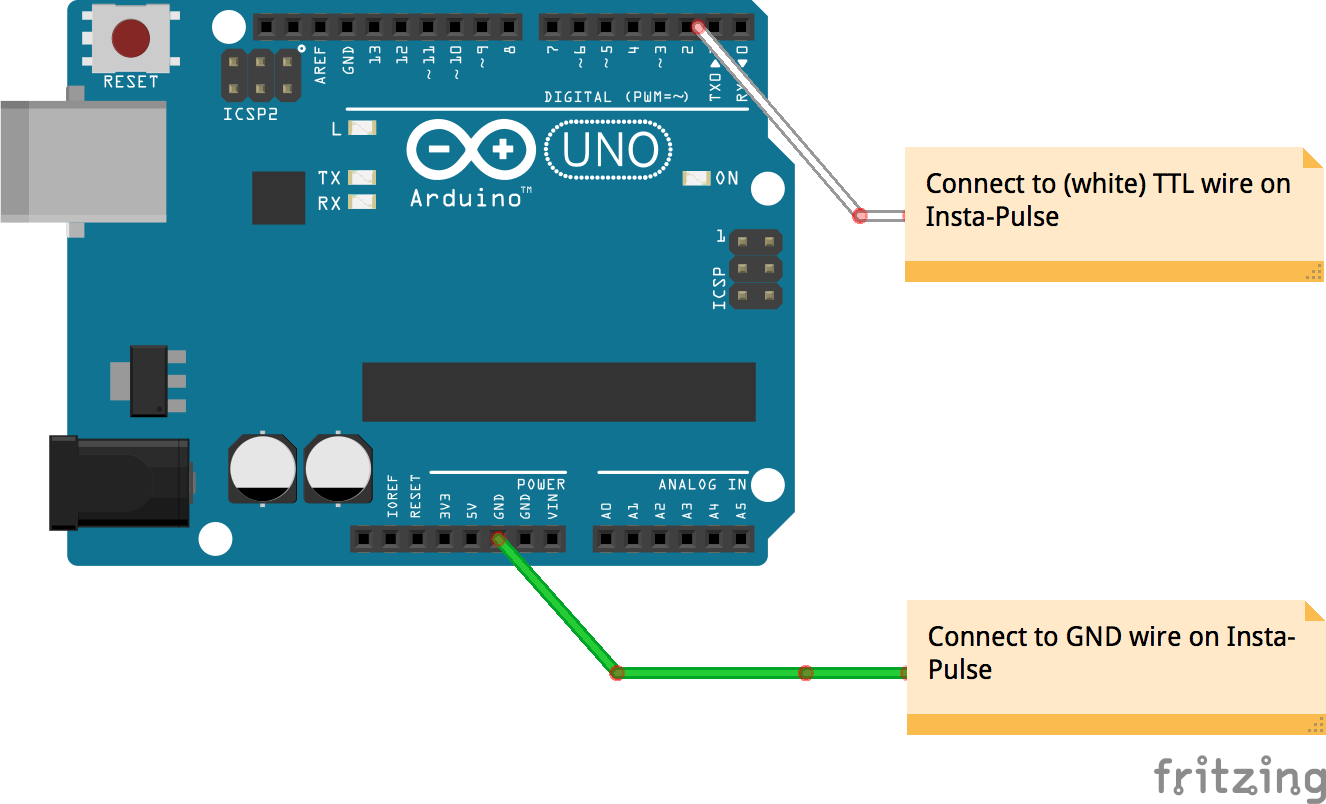 RESET
ICSP2
AREF
GND
13
12
~11
~10
~9
8
7
~6
~5
4
~3
2
TX0
RX
0
DIGITAL (PWM=~)
L
TX
RX
Arduino™
UNO
ON
1
ICSP
Connect to (white) TTL wire on
Insta-Pulse
POWER
ANALOG IN
IOREF
RESET
3V3
5V
GND
GND
VIN
A0
A1
A2
A3
A4
A5
Connect to GND wire on Insta-
Pulse
fritzing